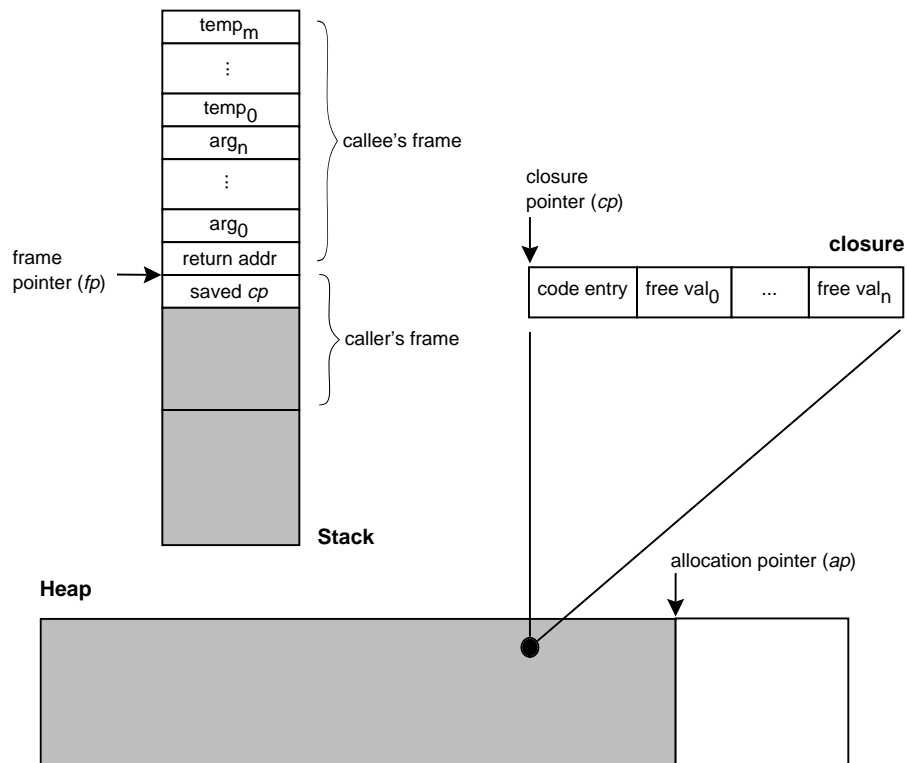 temp_m
⋮
temp_0
arg_n
⋮
arg_0
return addr
saved cp
callee's frame
caller's frame
frame
pointer (fp)
Stack
closure
pointer (cp)
closure
code entry free val_0 ... free val_n
allocation pointer (ap)
Heap